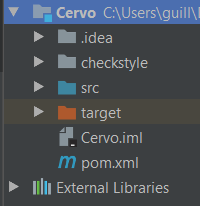 Cervo C:\Users\guill\
.idea
checkstyle
src
target
Cervo.iml
m pom.xml
External Libraries